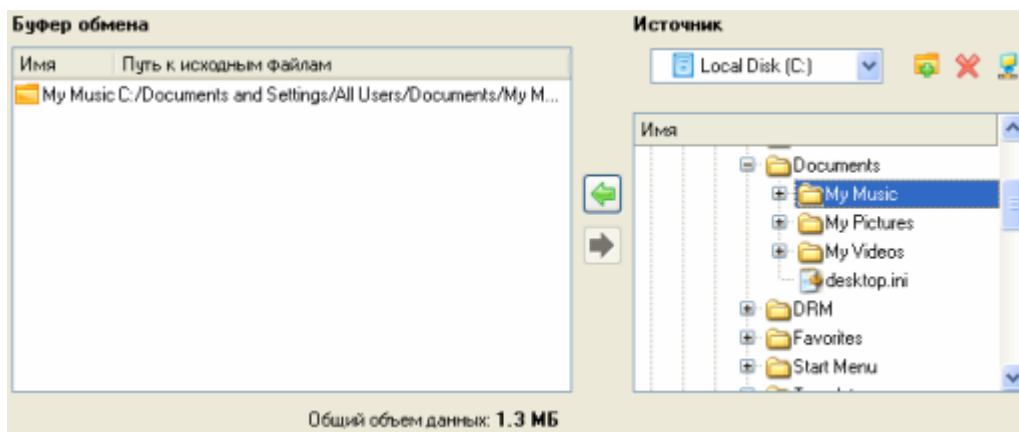 Буфер обмена
Имя Путь к исходным файлам
My Music C:/Documents and Settings/All Users/Documents/My M...
Общий объем данных: 1.3 МБ
Источник
Local Disk (C:)
Имя
Documents
My Music
My Pictures
My Videos
desktop.ini
DRM
Favorites
Start Menu